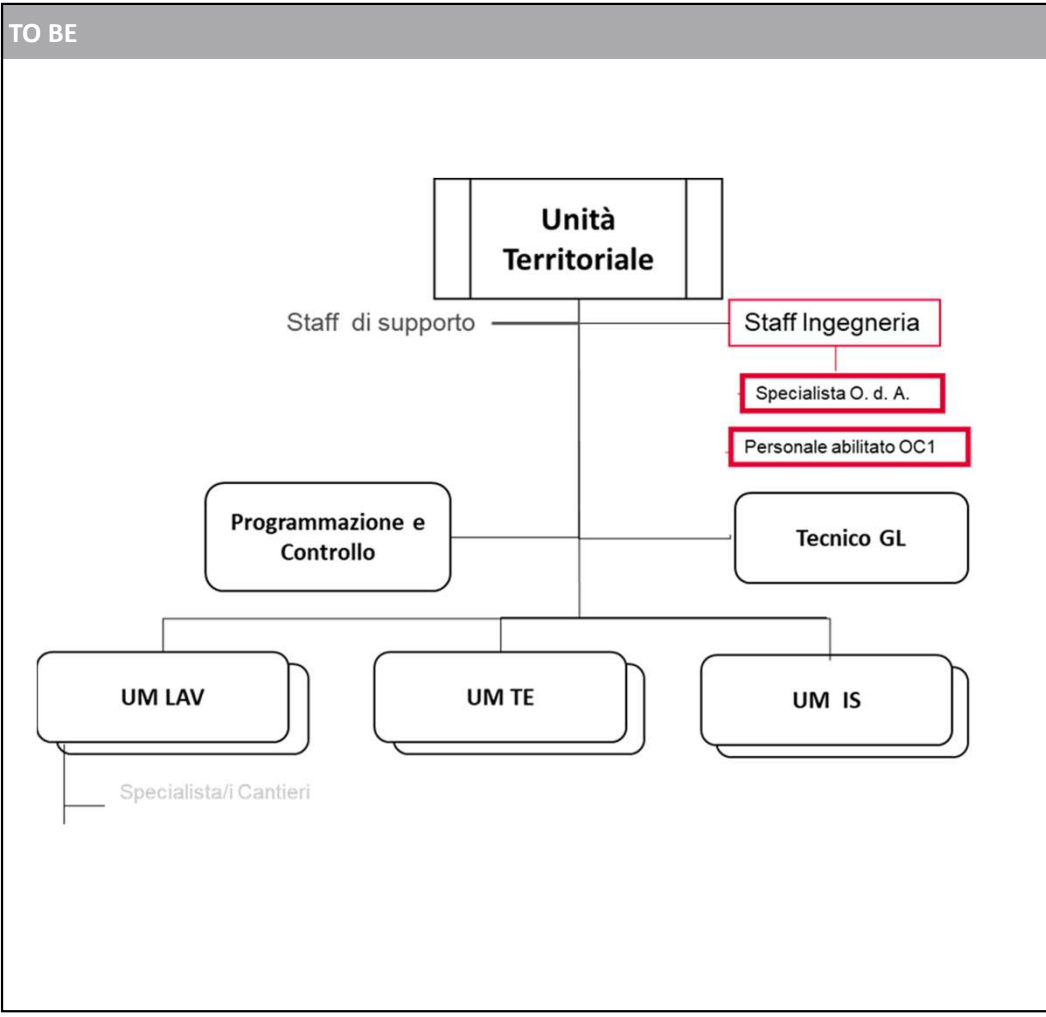 TO BE
Unità
Territoriale
Staff di supporto
Staff Ingegneria
Specialista O. d. A.
Personale abilitato OC1
Programmazione e
Controllo
Tecnico GL
UM LAV
UM TE
UM IS
Specialista/i Cantieri